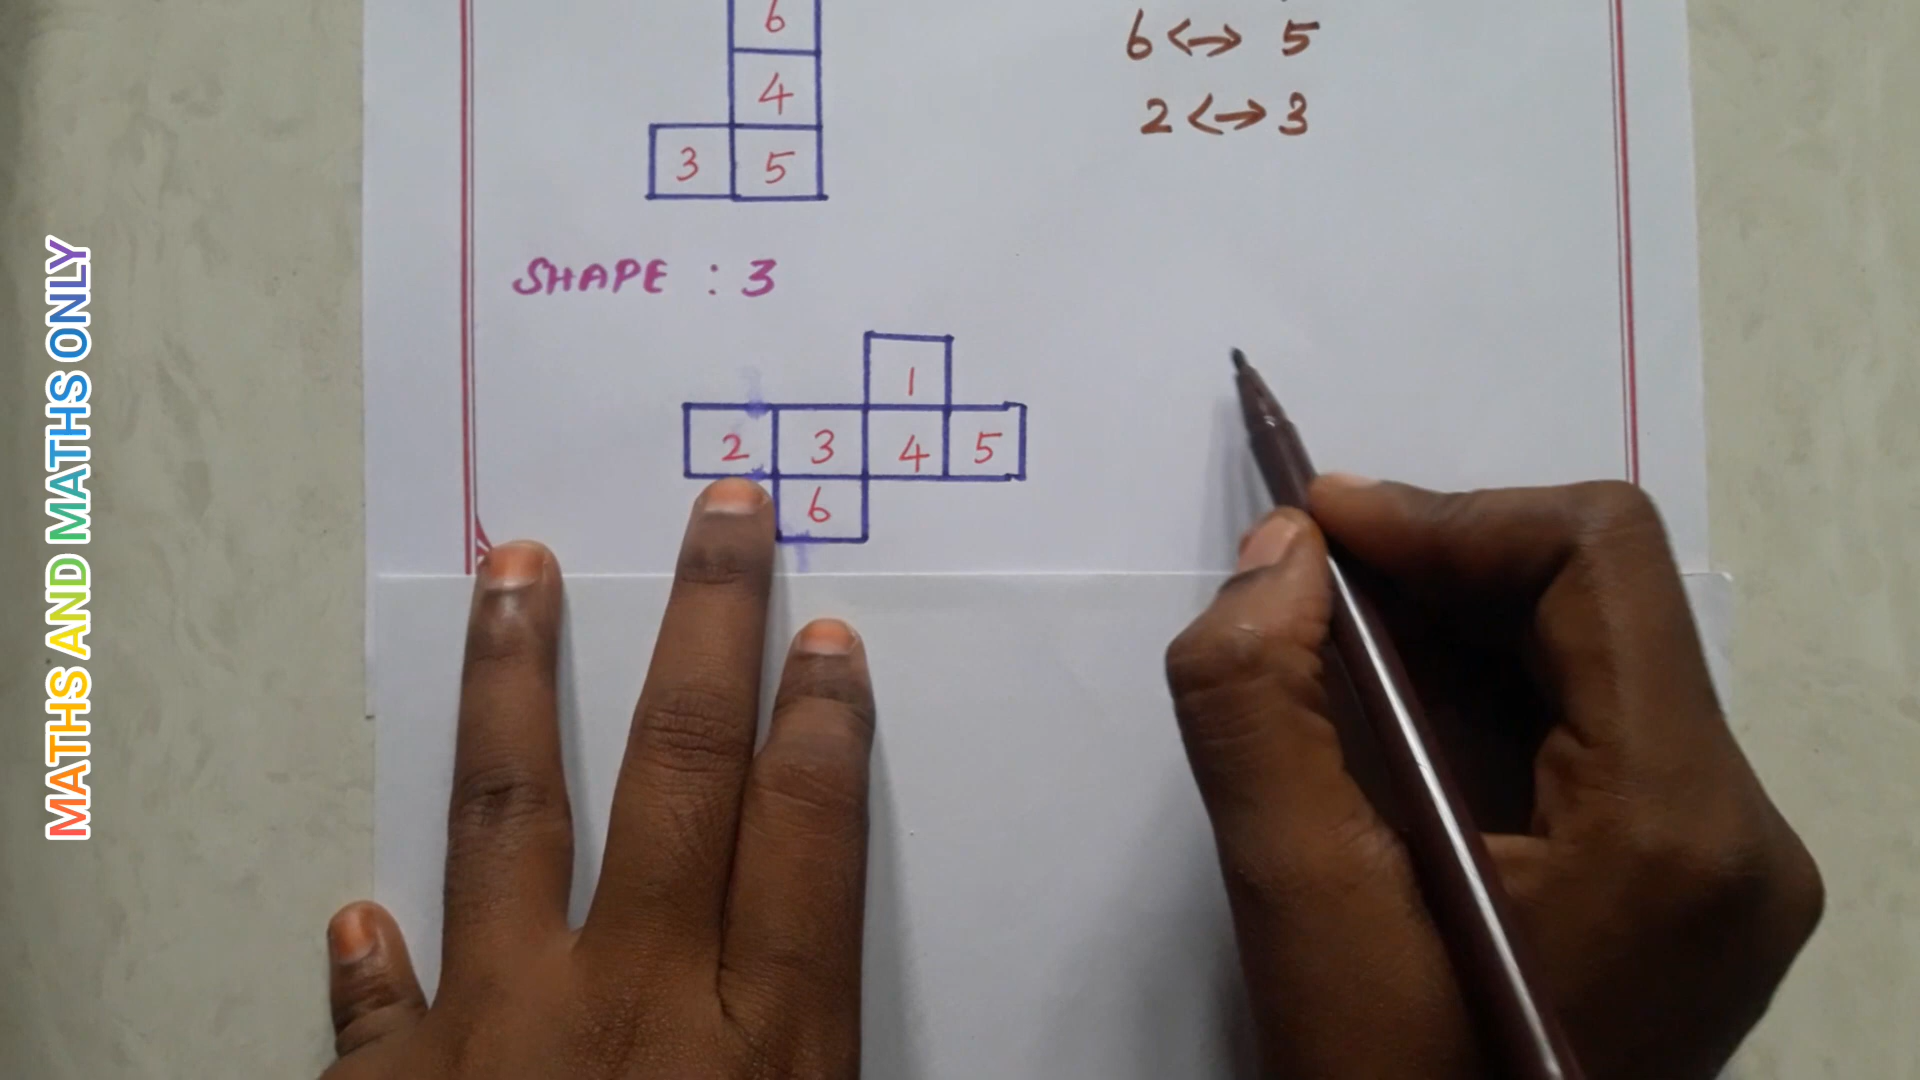 6
4
3 5
6 <-> 5
2 <-> 3
SHAPE : 3
1
2 3 4 5
6
MATHS AND MATHS ONLY